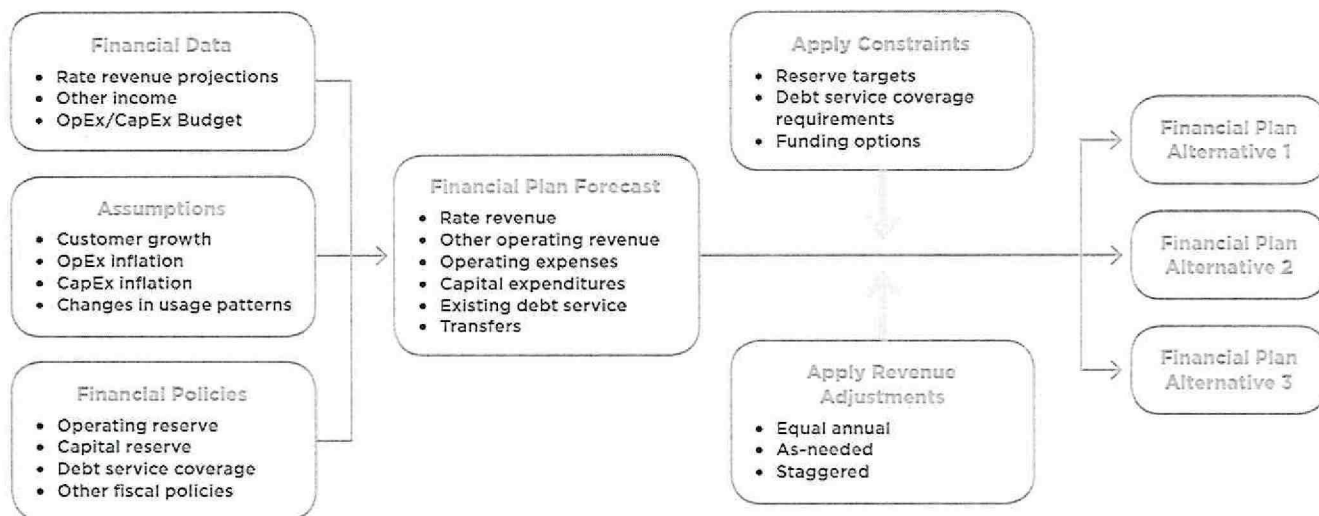 Financial Data
• Rate revenue projections
• Other income
• OpEx/CapEx Budget
Assumptions
• Customer growth
• OpEx inflation
• CapEx inflation
• Changes in usage patterns
Financial Policies
• Operating reserve
• Capital reserve
• Debt service coverage
• Other fiscal policies
Financial Plan Forecast
• Rate revenue
• Other operating revenue
• Operating expenses
• Capital expenditures
• Existing debt service
• Transfers
Apply Constraints
• Reserve targets
• Debt service coverage
requirements
• Funding options
Apply Revenue
Adjustments
• Equal annual
• As-needed
• Staggered
Financial Plan
Alternative 1
Financial Plan
Alternative 2
Financial Plan
Alternative 3